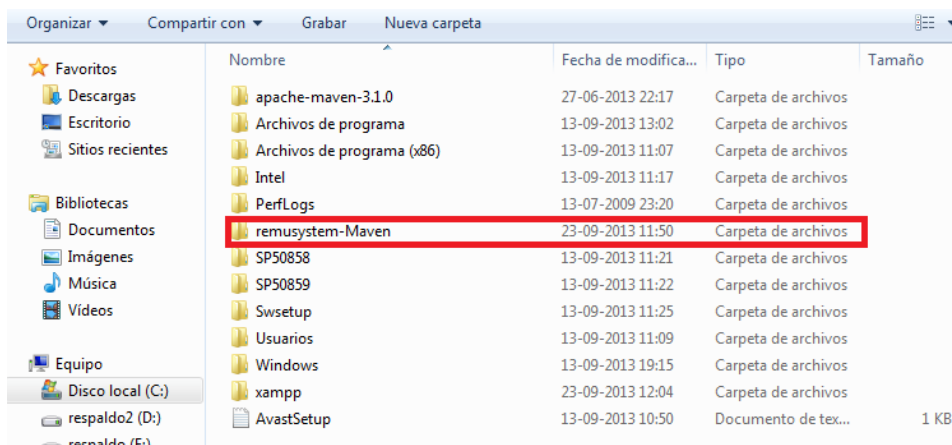 Organizar Compartir con Grabar Nueva carpeta
Favoritos
Descargas
Escritorio
Sitios recientes
Bibliotecas
Documentos
Imágenes
Música
Vídeos
Equipo
Disco local (C:)
respaldo2 (D:)
respaldo (E:)
Nombre Fecha de modifica... Tipo Tamaño
apache-maven-3.1.0 27-06-2013 22:17 Carpeta de archivos
Archivos de programa 13-09-2013 13:02 Carpeta de archivos
Archivos de programa (x86) 13-09-2013 11:07 Carpeta de archivos
Intel 13-09-2013 11:17 Carpeta de archivos
PerfLogs 13-07-2009 23:20 Carpeta de archivos
remusystem-Maven 23-09-2013 11:50 Carpeta de archivos
SP50858 13-09-2013 11:21 Carpeta de archivos
SP50859 13-09-2013 11:22 Carpeta de archivos
Swsetup 13-09-2013 11:25 Carpeta de archivos
Usuarios 13-09-2013 11:09 Carpeta de archivos
Windows 13-09-2013 19:15 Carpeta de archivos
xampp 23-09-2013 12:04 Carpeta de archivos
AvastSetup 13-09-2013 10:50 Documento de tex... 1 KB